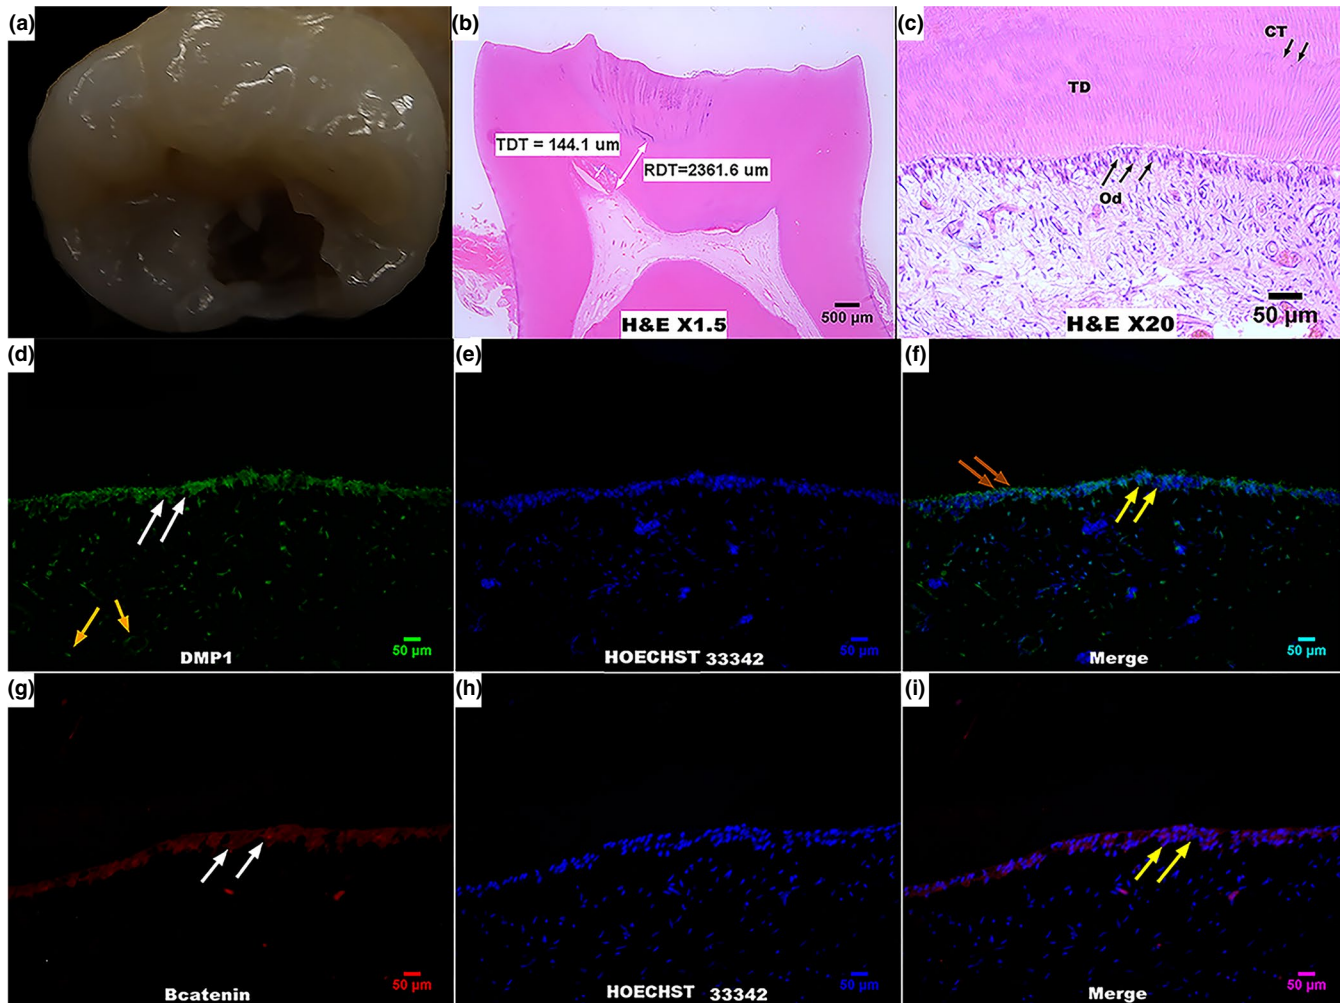 (a)
(b)
TDT = 144.1 um
RDT=2361.6 um
500 µm
H&E X1.5
(c)
CT
TD
Od
50 µm
H&E X20
(d)
50 µm
DMP1
(e)
50 µm
HOECHST 33342
(f)
50 µm
Merge
(g)
50 µm
Bcatenin
(h)
50 µm
HOECHST 33342
(i)
50 µm
Merge